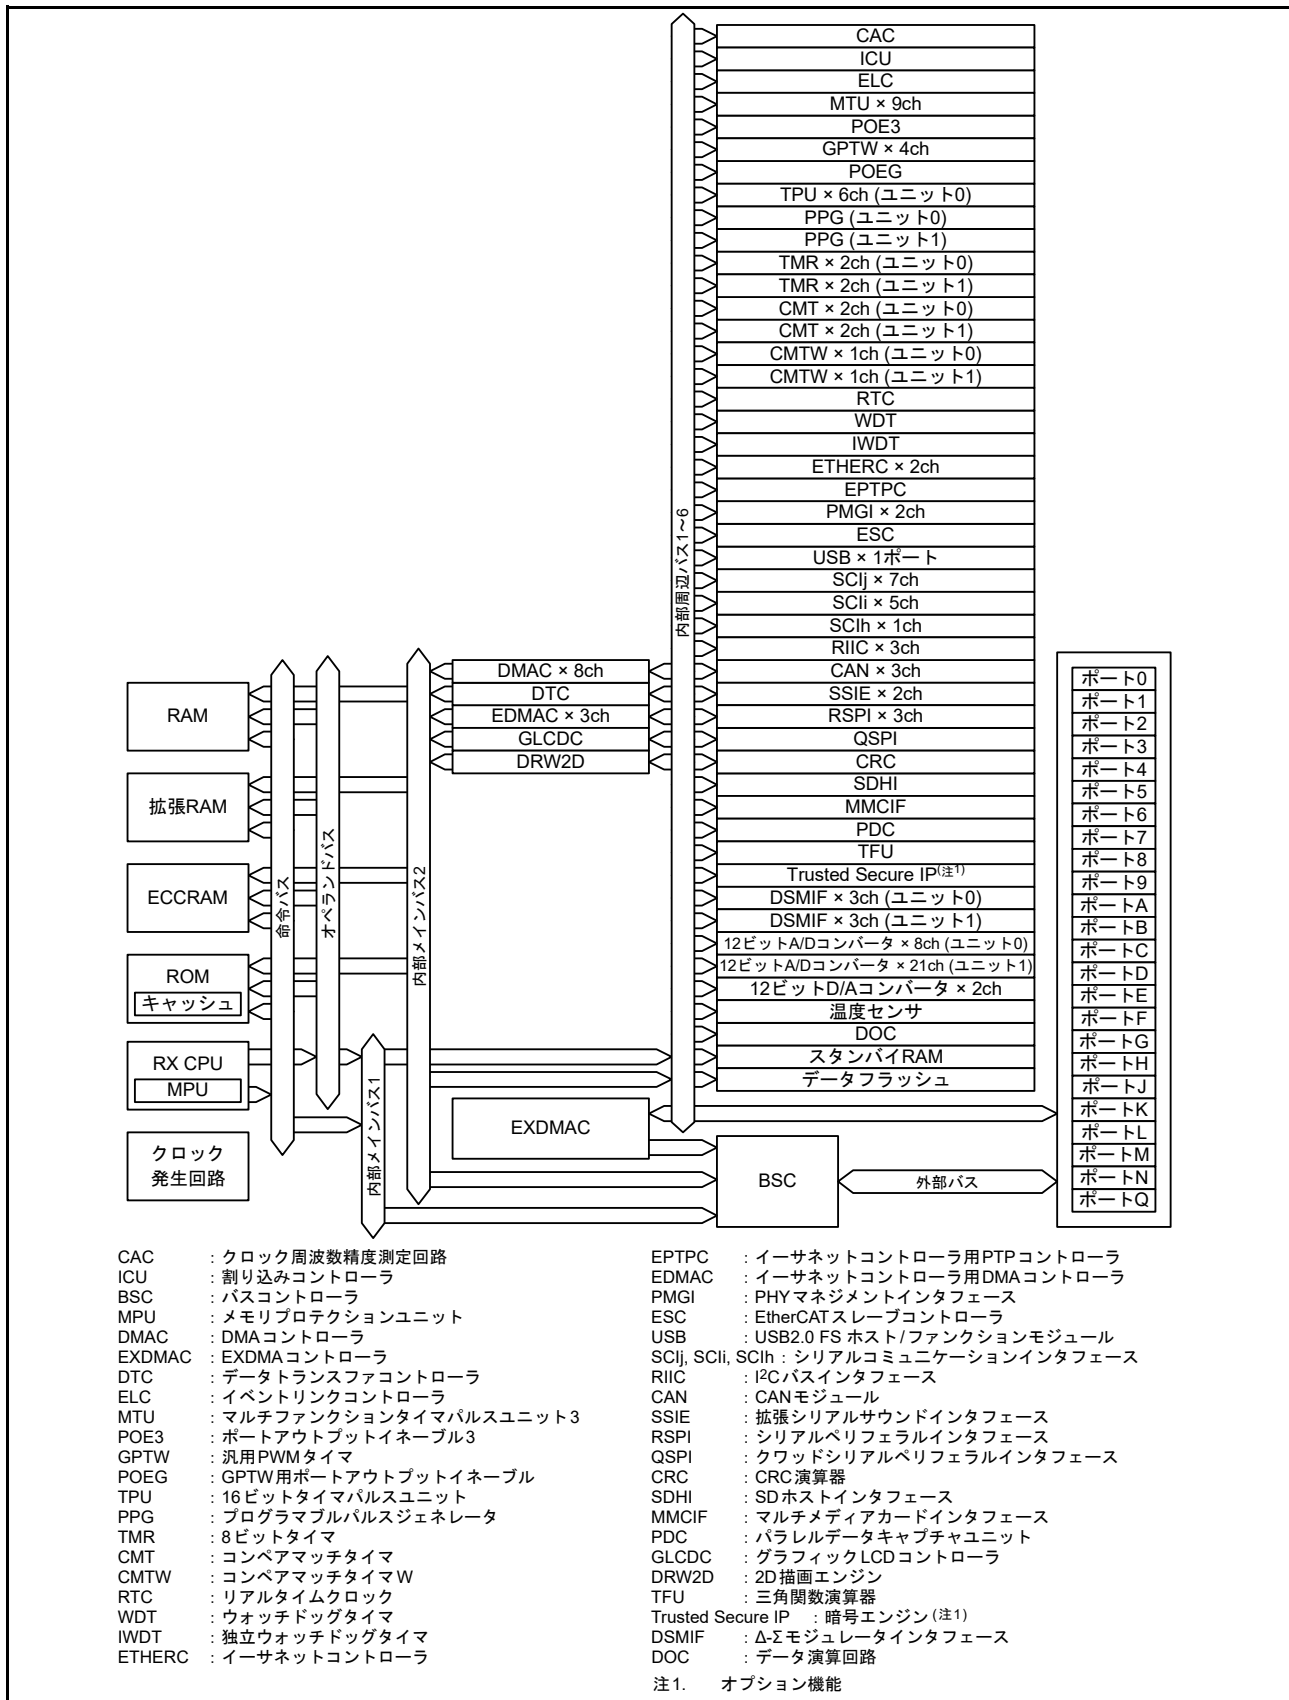 CAC
ICU
ELC
MTU × 9ch
POE3
GPTW × 4ch
POEG
TPU × 6ch (ユニット0)
PPG (ユニット0)
PPG (ユニット1)
TMR × 2ch (ユニット0)
TMR × 2ch (ユニット1)
CMT × 2ch (ユニット0)
CMT × 2ch (ユニット1)
CMTW × 1ch (ユニット0)
CMTW × 1ch (ユニット1)
RTC
WDT
IWDT
ETHERC × 2ch
EPTPC
PMGI × 2ch
ESC
USB × 1ポート
SCIj × 7ch
SCIi × 5ch
SCIh × 1ch
RIIC × 3ch
CAN × 3ch
SSIE × 2ch
RSPI × 3ch
QSPI
CRC
SDHI
MMCIF
PDC
TFU
Trusted Secure IP(注1)
DSMIF × 3ch (ユニット0)
DSMIF × 3ch (ユニット1)
12ビットA/Dコンバータ × 8ch (ユニット0)
12ビットA/Dコンバータ × 21ch (ユニット1)
12ビットD/Aコンバータ × 2ch
温度センサ
DOC
スタンバイRAM
データフラッシュ
内部周辺バス1～6
DMAC × 8ch
DTC
EDMAC × 3ch
GLCDC
DRW2D
RAM
拡張RAM
ECCRAM
ROM
キャッシュ
RX CPU
MPU
クロック
発生回路
命令バス
オペランドバス
内部メインバス1
内部メインバス2
EXDMAC
BSC
外部バス
ポート0
ポート1
ポート2
ポート3
ポート4
ポート5
ポート6
ポート7
ポート8
ポート9
ポートA
ポートB
ポートC
ポートD
ポートE
ポートF
ポートG
ポートH
ポートJ
ポートK
ポートL
ポートM
ポートN
ポートQ
CAC : クロック周波数精度測定回路
ICU : 割り込みコントローラ
BSC : バスコントローラ
MPU : メモリプロテクションユニット
DMAC : DMAコントローラ
EXDMAC : EXDMAコントローラ
DTC : データトランスファコントローラ
ELC : イベントリンクコントローラ
MTU : マルチファンクションタイマパルスユニット3
POE3 : ポートアウトプットイネーブル3
GPTW : 汎用PWMタイマ
POEG : GPTW用ポートアウトプットイネーブル
TPU : 16ビットタイマパルスユニット
PPG : プログラマブルパルスジェネレータ
TMR : 8ビットタイマ
CMT : コンペアマッチタイマ
CMTW : コンペアマッチタイマW
RTC : リアルタイムクロック
WDT : ウォッチドッグタイマ
IWDT : 独立ウォッチドッグタイマ
ETHERC : イーサネットコントローラ
EPTPC : イーサネットコントローラ用PTPコントローラ
EDMAC : イーサネットコントローラ用DMAコントローラ
PMGI : PHYマネジメントインタフェース
ESC : EtherCATスレーブコントローラ
USB : USB2.0 FS ホスト/ファンクションモジュール
SCIj, SCIi, SCIh : シリアルコミュニケーションインタフェース
RIIC : I2Cバスインタフェース
CAN : CANモジュール
SSIE : 拡張シリアルサウンドインタフェース
RSPI : シリアルペリフェラルインタフェース
QSPI : クワッドシリアルペリフェラルインタフェース
CRC : CRC演算器
SDHI : SDホストインタフェース
MMCIF : マルチメディアカードインタフェース
PDC : パラレルデータキャプチャユニット
GLCDC : グラフィックLCDコントローラ
DRW2D : 2D描画エンジン
TFU : 三角関数演算器
Trusted Secure IP : 暗号エンジン(注1)
DSMIF : Δ-Σモジュレータインタフェース
DOC : データ演算回路
注1. オプション機能